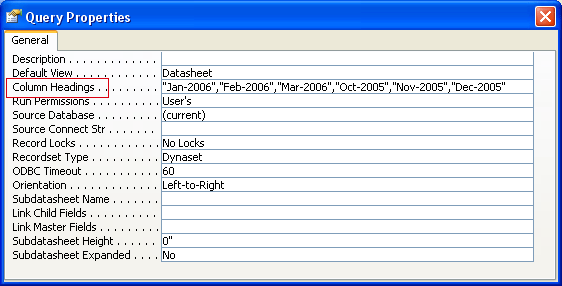 Query Properties
General
Description . . . . . . . . . . . . .
Default View . . . . . . . . . . . . Datasheet
Column Headings . . . . . . . . "Jan-2006","Feb-2006","Mar-2006","Oct-2005","Nov-2005","Dec-2005"
Run Permissions . . . . . . . . . User's
Source Database . . . . . . . . (current)
Source Connect Str . . . . . . .
Record Locks . . . . . . . . . . . No Locks
Recordset Type . . . . . . . . . Dynaset
ODBC Timeout . . . . . . . . . . 60
Orientation . . . . . . . . . . . . . Left-to-Right
Subdatasheet Name . . . . . . .
Link Child Fields . . . . . . . . . .
Link Master Fields . . . . . . . . .
Subdatasheet Height . . . . . . 0"
Subdatasheet Expanded . . . . No